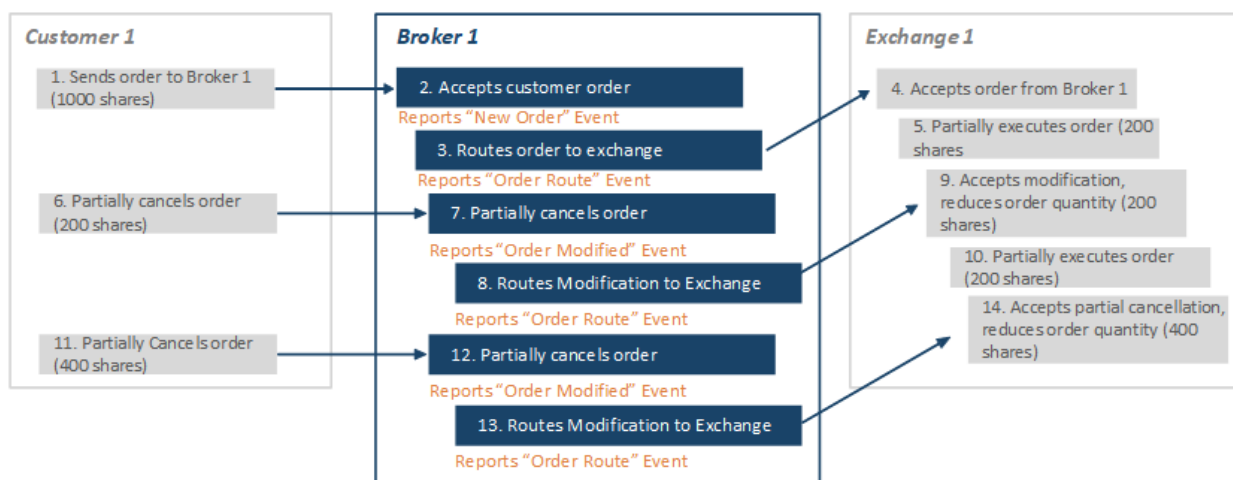 Customer 1
1. Sends order to Broker 1
(1000 shares)
6. Partially cancels order
(200 shares)
11. Partially Cancels order
(400 shares)
Broker 1
2. Accepts customer order
Reports “New Order” Event
3. Routes order to exchange
Reports “Order Route” Event
7. Partially cancels order
Reports “Order Modified” Event
8. Routes Modification to Exchange
Reports “Order Route” Event
12. Partially cancels order
Reports “Order Modified” Event
13. Routes Modification to Exchange
Reports “Order Route” Event
Exchange 1
4. Accepts order from Broker 1
5. Partially executes order (200
shares
9. Accepts modification,
reduces order quantity (200
shares)
10. Partially executes order
(200 shares)
14. Accepts partial cancellation,
reduces order quantity (400
shares)